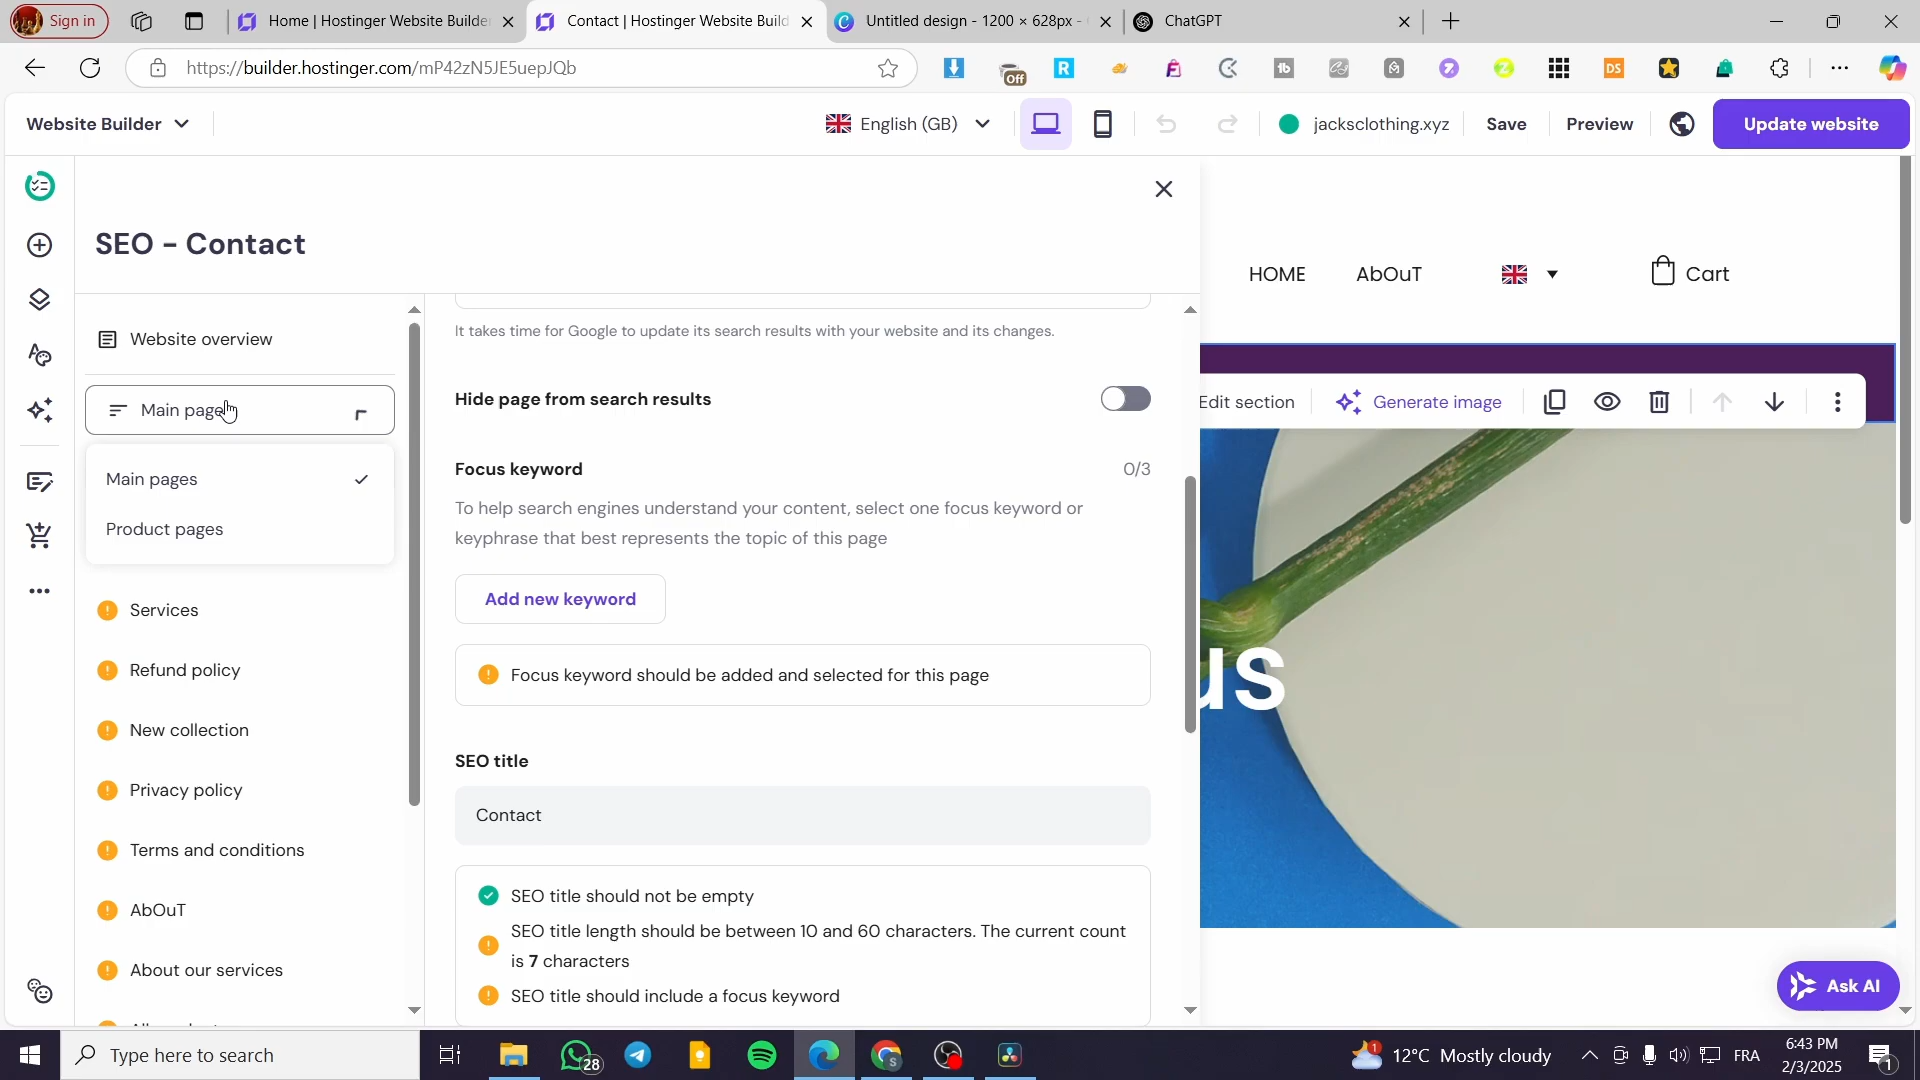 Sign in
Home | Hostinger Website Builde
Contact | Hostinger Website Build
Untitled design - 1200 × 628px -
ChatGPT
https://builder.hostinger.com/mP42zN5JE5uepJQb
Off
Website Builder
English (GB)
jacksclothing.xyz
Save
Preview
Update website
SEO – Contact
HOME
AbOuT
Cart
Website overview
It takes time for Google to update its search results with your website and its changes.
Main page
Hide page from search results
Edit section
Generate image
Main pages
Product pages
Focus keyword
0/3
To help search engines understand your content, select one focus keyword or
keyphrase that best represents the topic of this page
Add new keyword
Focus keyword should be added and selected for this page
Services
Refund policy
New collection
Privacy policy
Terms and conditions
AbOuT
About our services
SEO title
Contact
SEO title should not be empty
SEO title length should be between 10 and 60 characters. The current count
is 7 characters
SEO title should include a focus keyword
us
Ask AI
Type here to search
28
1
12°C Mostly cloudy
FRA
6:43 PM
2/3/2025
1